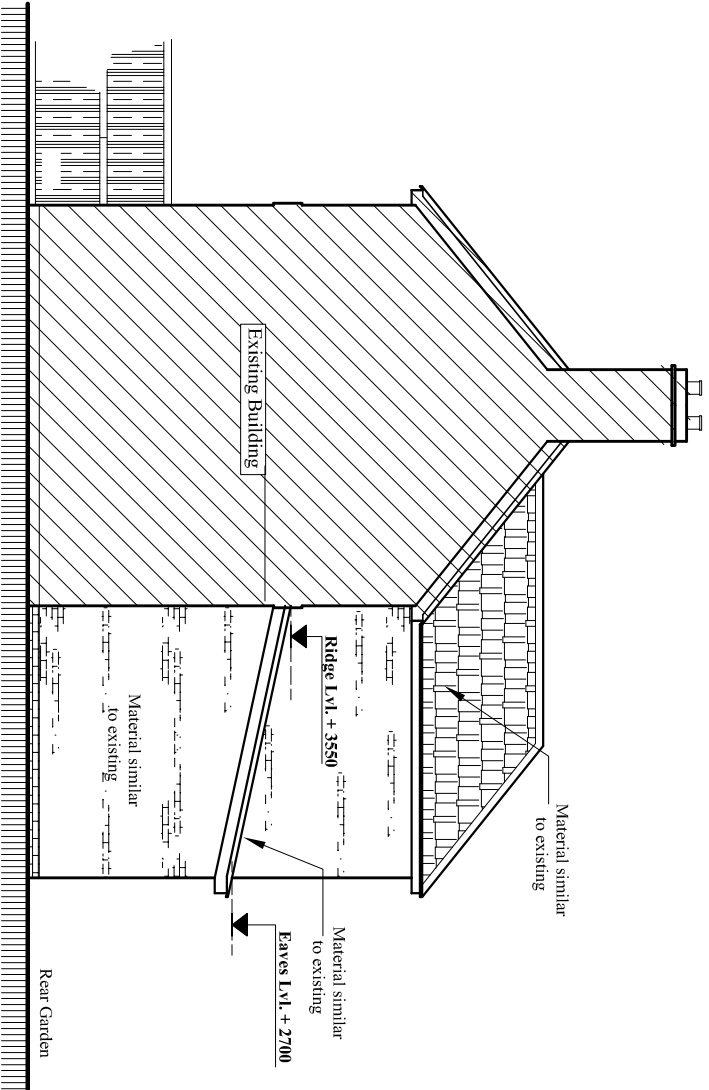 Material similar
to existing
Ridge Lvl. + 3550
Existing Building
Material similar
to existing
Material similar
to existing
Eaves Lvl. + 2700
Rear Garden